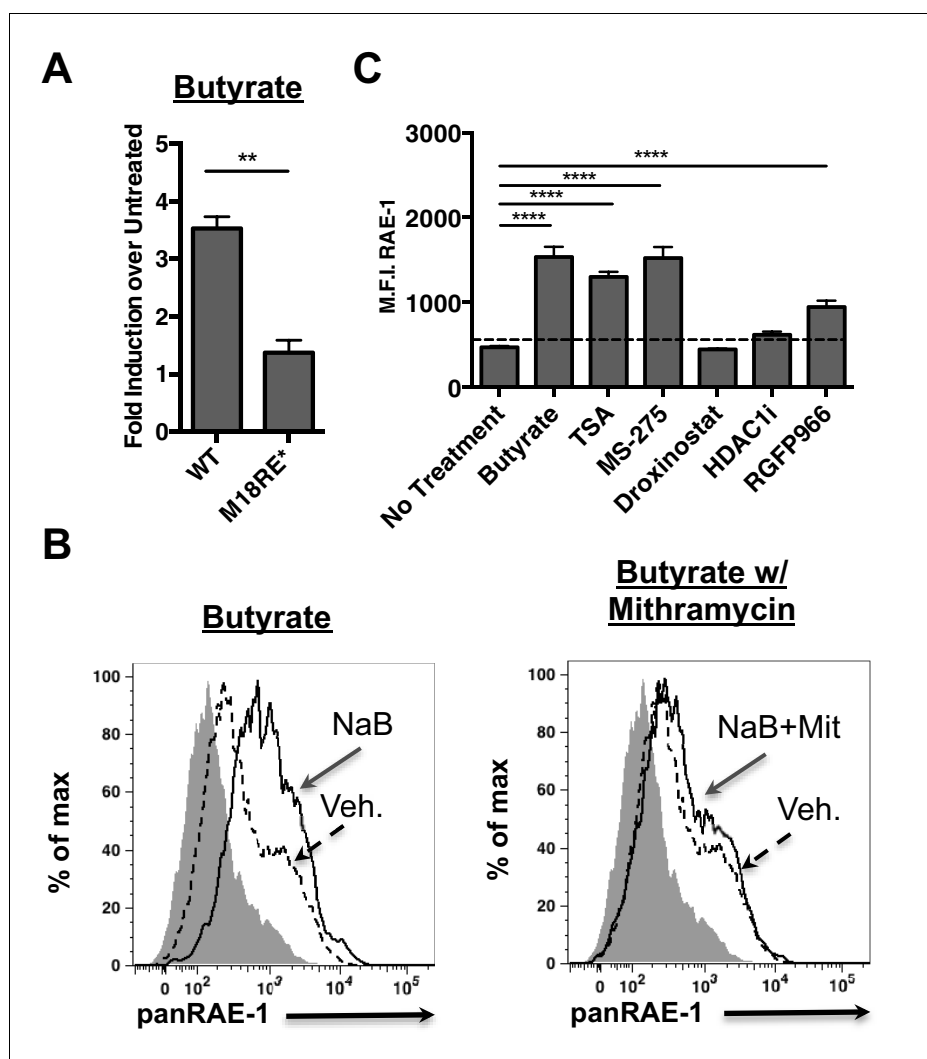 A
Butyrate
Fold Induction over Untreated
5
4
3
2
1
0
**
WT
M18RE*
C
M.F.I. RAE-1
3000
2000
1000
0
****
****
****
****
No Treatment
Butyrate
TSA
MS-275
Droxinostat
HDAC1i
RGFP966
B
Butyrate
% of max
100
80
60
40
20
0
NaB
Veh.
0 10² 10³ 10⁴ 10⁵
panRAE-1
Butyrate w/
Mithramycin
% of max
100
80
60
40
20
0
NaB+Mit
Veh.
0 10² 10³ 10⁴ 10⁵
panRAE-1